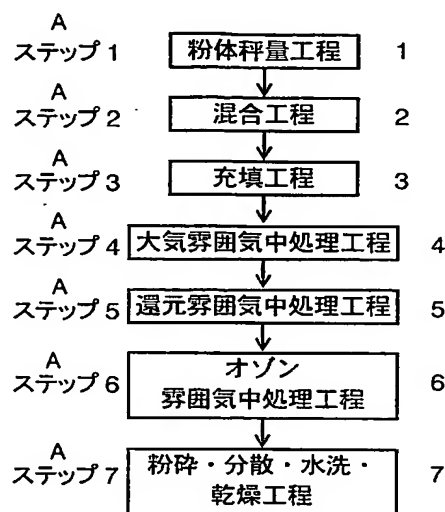 A
ステップ1 粉体秤量工程 1
A
ステップ2 混合工程 2
A
ステップ3 充填工程 3
A
ステップ4 大気雰囲気中処理工程 4
A
ステップ5 還元雰囲気中処理工程 5
A
ステップ6 オゾン
雰囲気中処理工程 6
A
ステップ7 粉砕・分散・水洗・
乾燥工程 7